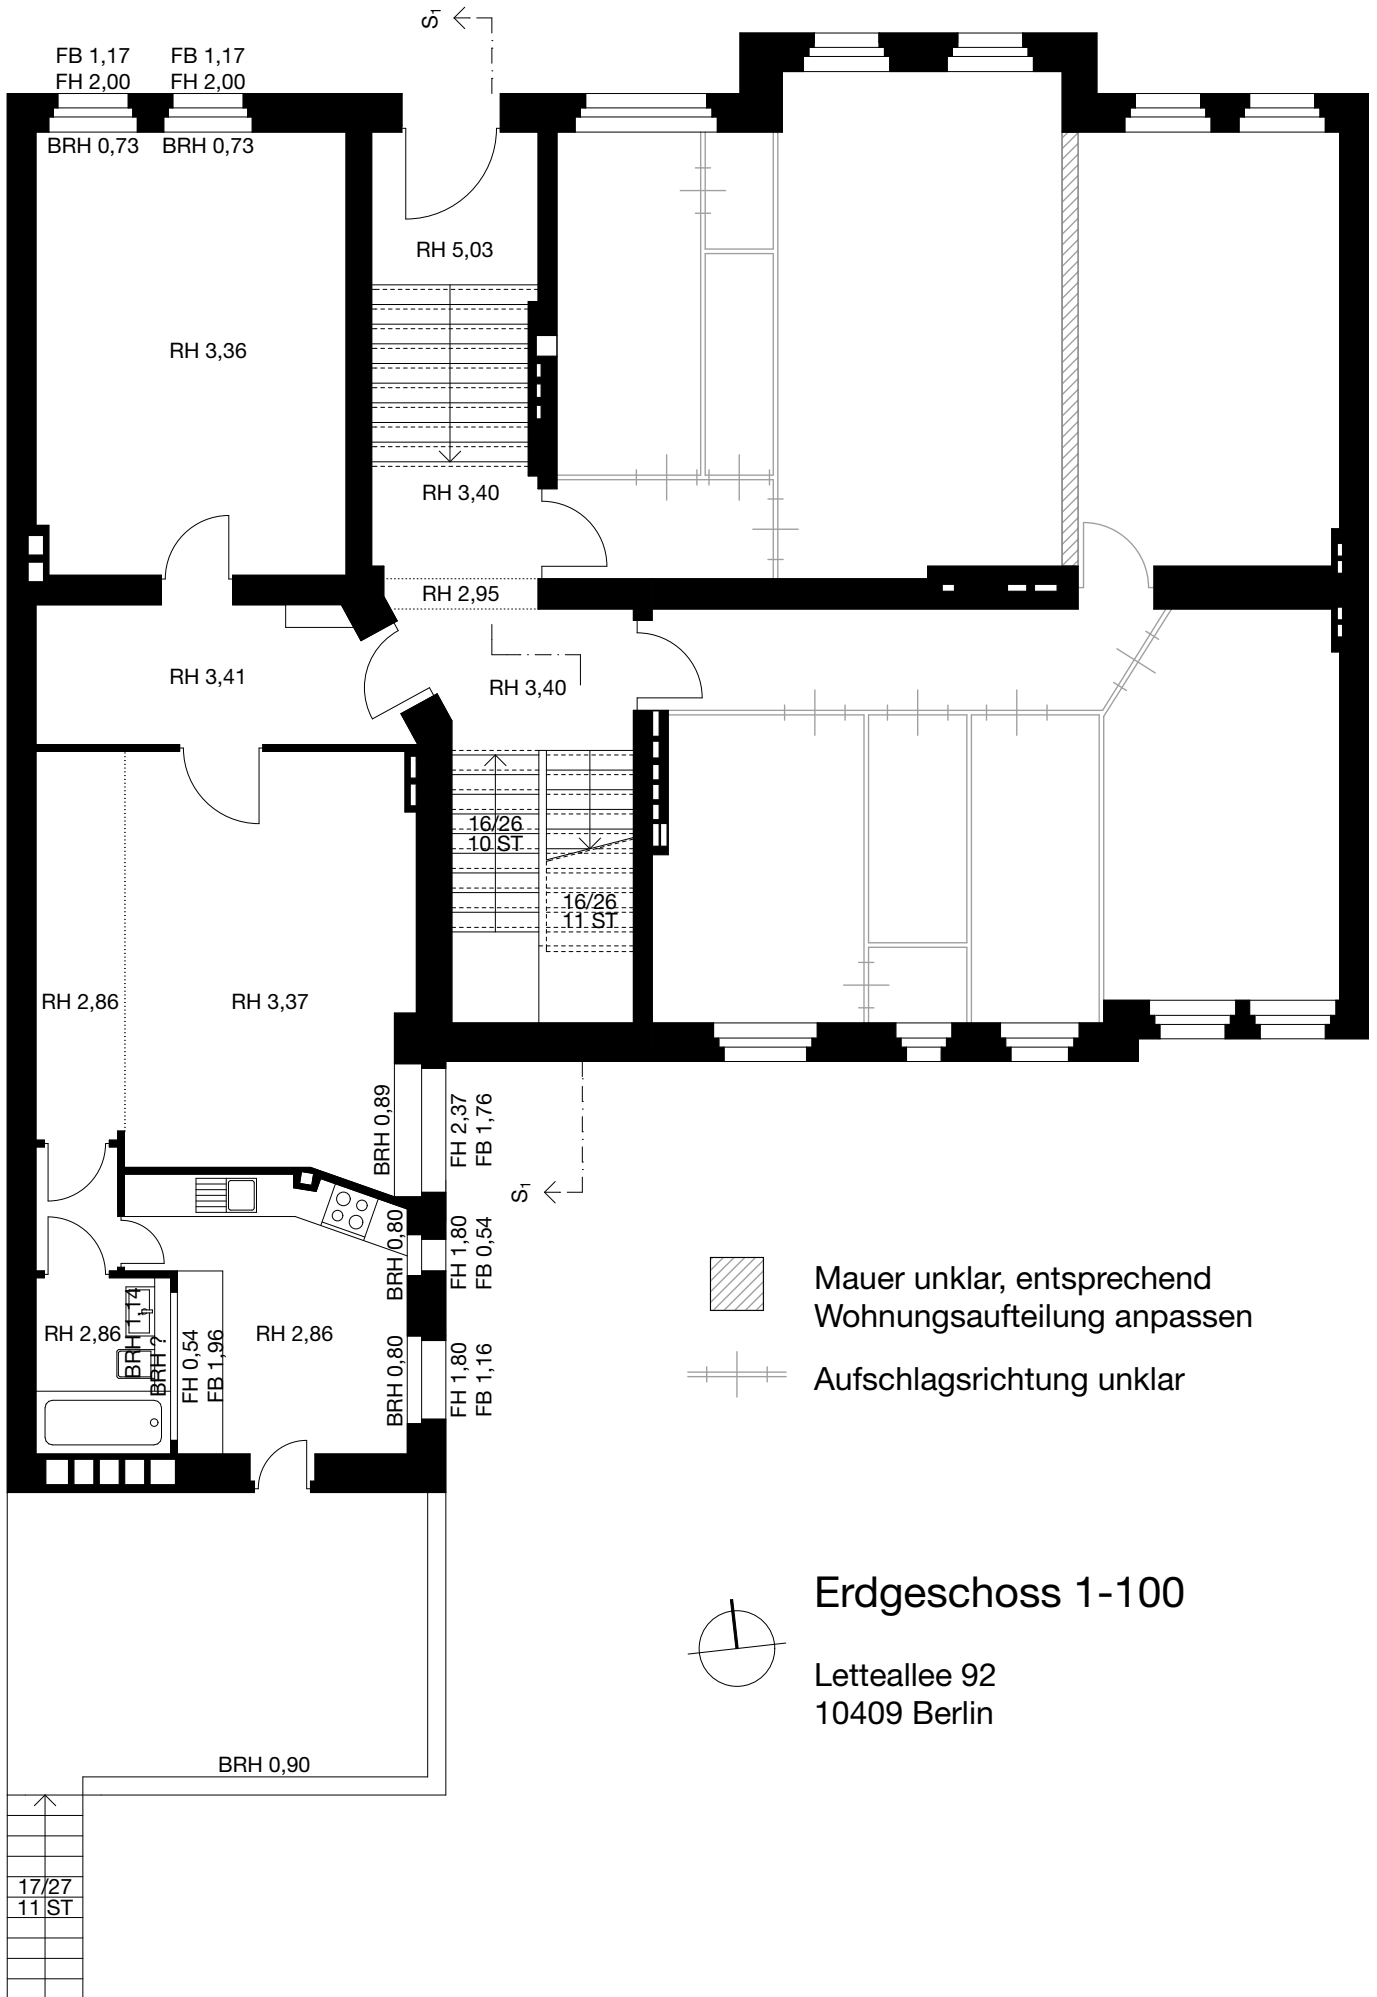 S1
FB 1,17
FH 2,00
FB 1,17
FH 2,00
BRH 0,73
BRH 0,73
RH 5,03
RH 3,36
RH 3,40
RH 2,95
RH 3,41
RH 3,40
16/26
10 ST
16/26
11 ST
RH 2,86
RH 3,37
BRH 0,89
FH 2,37
FB 1,76
S1
BRH 0,80
FH 1,80
FB 0,54
RH 2,86
BRH 1,14
BRH ?
FH 0,54
FB 1,96
RH 2,86
BRH 0,80
FH 1,80
FB 1,16
Mauer unklar, entsprechend
Wohnungsaufteilung anpassen
Aufschlagsrichtung unklar
Erdgeschoss 1-100
Letteallee 92
10409 Berlin
BRH 0,90
17/27
11 ST